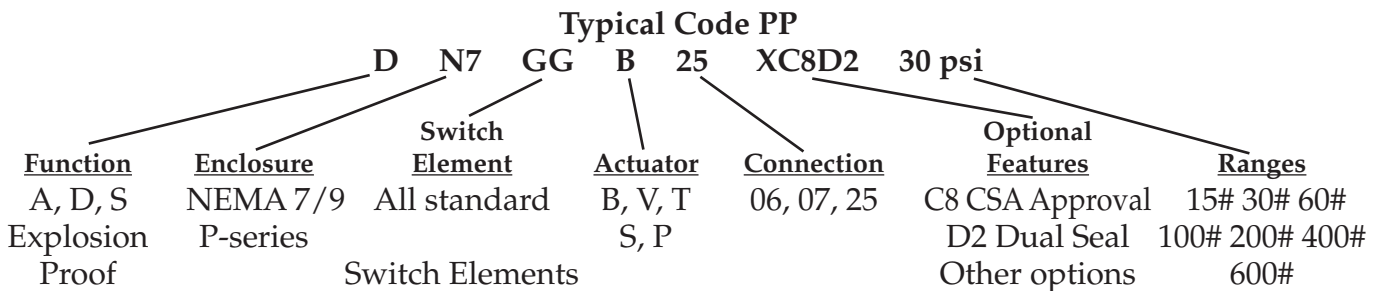 Typical Code PP
D N7 GG B 25 XC8D2 30 psi
Switch Optional
Function Enclosure Element Actuator Connection Features Ranges
A, D, S NEMA 7/9 All standard B, V, T 06, 07, 25 C8 CSA Approval 15# 30# 60#
Explosion P-series S, P D2 Dual Seal 100# 200# 400#
Proof Switch Elements Other options 600#